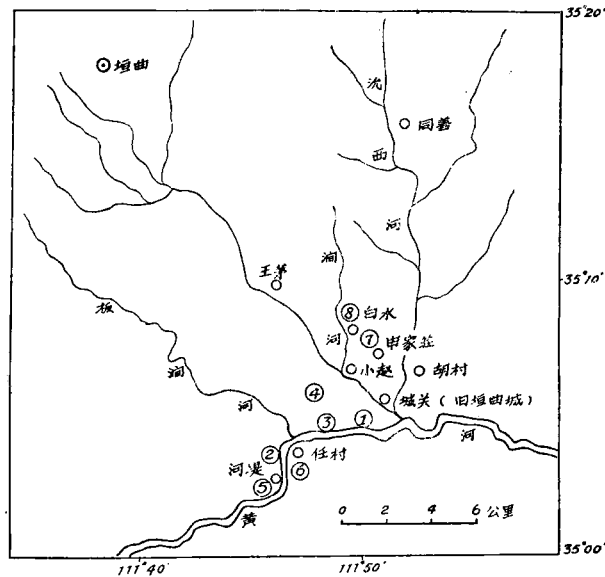 35°20'
垣曲
沇
同善
西
河
涧
王茅
35°10'
板
⑧ 白水
河
⑦
申家莊
涧
小赵
胡村
④
城关（旧垣曲城）
河
③
①
河
②
任村
河堤
⑥
⑤
黄
0 2 4 6 公里
35°00'
111°40'
111°50'